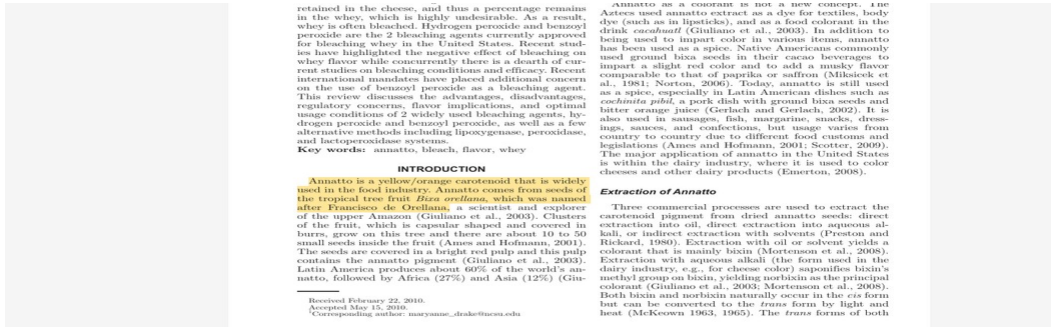 retained in the cheese, and thus a percentage remains
in the whey, which is highly undesirable. As a result,
whey is often bleached. Hydrogen peroxide and benzoyl
peroxide are the 2 bleaching agents currently approved
for bleaching whey in the United States. Recent stud-
ies have highlighted the negative effect of bleaching on
whey flavor while concurrently there is a dearth of cur-
rent studies on bleaching conditions and efficacy. Recent
international mandates have placed additional concern
on the use of benzoyl peroxide as a bleaching agent.
This review discusses the advantages, disadvantages,
regulatory concerns, flavor implications, and optimal
usage conditions of 2 widely used bleaching agents, hy-
drogen peroxide and benzoyl peroxide, as well as a few
alternative methods including lipoxygenase, peroxidase,
and lactoperoxidase systems.
Key words: annatto, bleach, flavor, whey
INTRODUCTION
Annatto is a yellow/orange carotenoid that is widely
used in the food industry. Annatto comes from seeds of
the tropical tree fruit Bixa orellana, which was named
after Francisco de Orellana, a scientist and explorer
of the upper Amazon (Giuliano et al., 2003). Clusters
of the fruit, which is capsular shaped and covered in
burrs, grow on this tree and there are about 10 to 50
small seeds inside the fruit (Ames and Hofmann, 2001).
The seeds are covered in a bright red pulp and this pulp
contains the annatto pigment (Giuliano et al., 2003).
Latin America produces about 60% of the world's an-
natto, followed by Africa (27%) and Asia (12%) (Giu-
Received February 22, 2010.
Accepted May 15, 2010.
1Corresponding author: maryanne_drake@ncsu.edu
Annatto as a colorant is not a new concept. The
Aztecs used annatto extract as a dye for textiles, body
dye (such as in lipsticks), and as a food colorant in the
drink cacahuatl (Giuliano et al., 2003). In addition to
being used to impart color in various items, annatto
has been used as a spice. Native Americans commonly
used ground bixa seeds in their cacao beverages to
impart a slight red color and to add a musky flavor
comparable to that of paprika or saffron (Miksicek et
al., 1981; Norton, 2006). Today, annatto is still used
as a spice, especially in Latin American dishes such as
cochinita pibil, a pork dish with ground bixa seeds and
bitter orange juice (Gerlach and Gerlach, 2002). It is
also used in sausages, fish, margarine, snacks, dress-
ings, sauces, and confections, but usage varies from
country to country due to different food customs and
legislations (Ames and Hofmann, 2001; Scotter, 2009).
The major application of annatto in the United States
is within the dairy industry, where it is used to color
cheeses and other dairy products (Emerton, 2008).
Extraction of Annatto
Three commercial processes are used to extract the
carotenoid pigment from dried annatto seeds: direct
extraction into oil, direct extraction into aqueous al-
kali, or indirect extraction with solvents (Preston and
Rickard, 1980). Extraction with oil or solvent yields a
colorant that is mainly bixin (Mortenson et al., 2008).
Extraction with aqueous alkali (the form used in the
dairy industry, e.g., for cheese color) saponifies bixin's
methyl group on bixin, yielding norbixin as the principal
colorant (Giuliano et al., 2003; Mortenson et al., 2008).
Both bixin and norbixin naturally occur in the cis form
but can be converted to the trans form by light and
heat (McKeown 1963, 1965). The trans forms of both